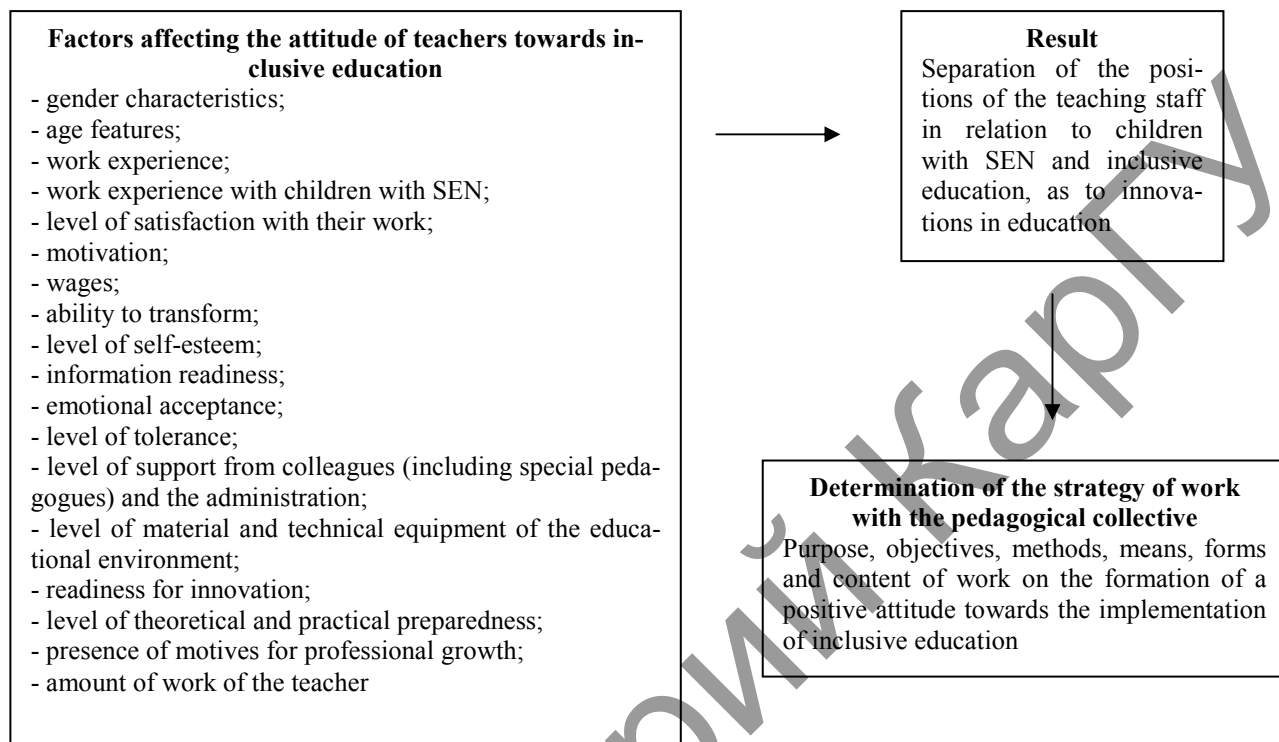 Factors affecting the attitude of teachers towards in-
clusive education
- gender characteristics;
- age features;
- work experience;
- work experience with children with SEN;
- level of satisfaction with their work;
- motivation;
- wages;
- ability to transform;
- level of self-esteem;
- information readiness;
- emotional acceptance;
- level of tolerance;
- level of support from colleagues (including special peda-
gogues) and the administration;
- level of material and technical equipment of the educa-
tional environment;
- readiness for innovation;
- level of theoretical and practical preparedness;
- presence of motives for professional growth;
- amount of work of the teacher
Result
Separation of the posi-
tions of the teaching staff
in relation to children
with SEN and inclusive
education, as to innova-
tions in education
Determination of the strategy of work
with the pedagogical collective
Purpose, objectives, methods, means, forms
and content of work on the formation of a
positive attitude towards the implementation
of inclusive education
рий КарГУ